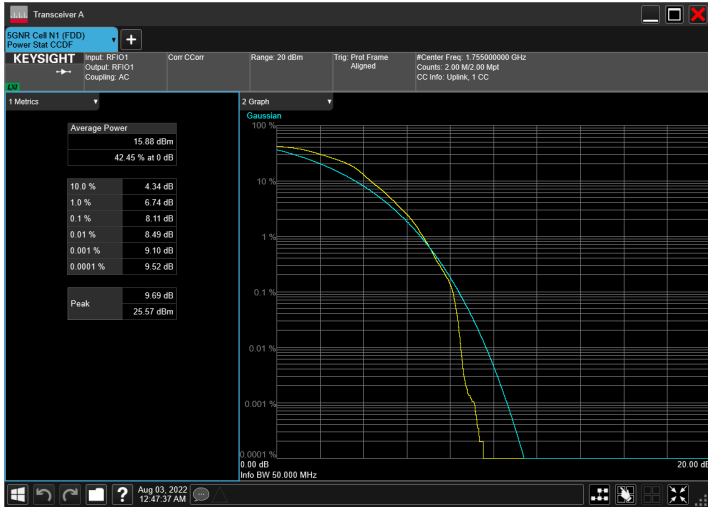 Transceiver A
5GNR Cell N1 (FDD)
Power Stat CCDF
KEYSIGHT
LXI
Input: RFIO1
Output: RFIO1
Coupling: AC
Corr CCorr
Range: 20 dBm
Trig: Prot Frame
Aligned
#Center Freq: 1.755000000 GHz
Counts: 2.00 M/2.00 Mpt
CC Info: Uplink, 1 CC
1 Metrics
Average Power
15.88 dBm
42.45 % at 0 dB
10.0 % 4.34 dB
1.0 % 6.74 dB
0.1 % 8.11 dB
0.01 % 8.49 dB
0.001 % 9.10 dB
0.0001 % 9.52 dB
Peak
9.69 dB
25.57 dBm
2 Graph
Gaussian
100 %
10 %
1 %
0.1 %
0.01 %
0.001 %
0.0001 %
0.00 dB
20.00 dB
Info BW 50.000 MHz
?
Aug 03, 2022
12:47:37 AM